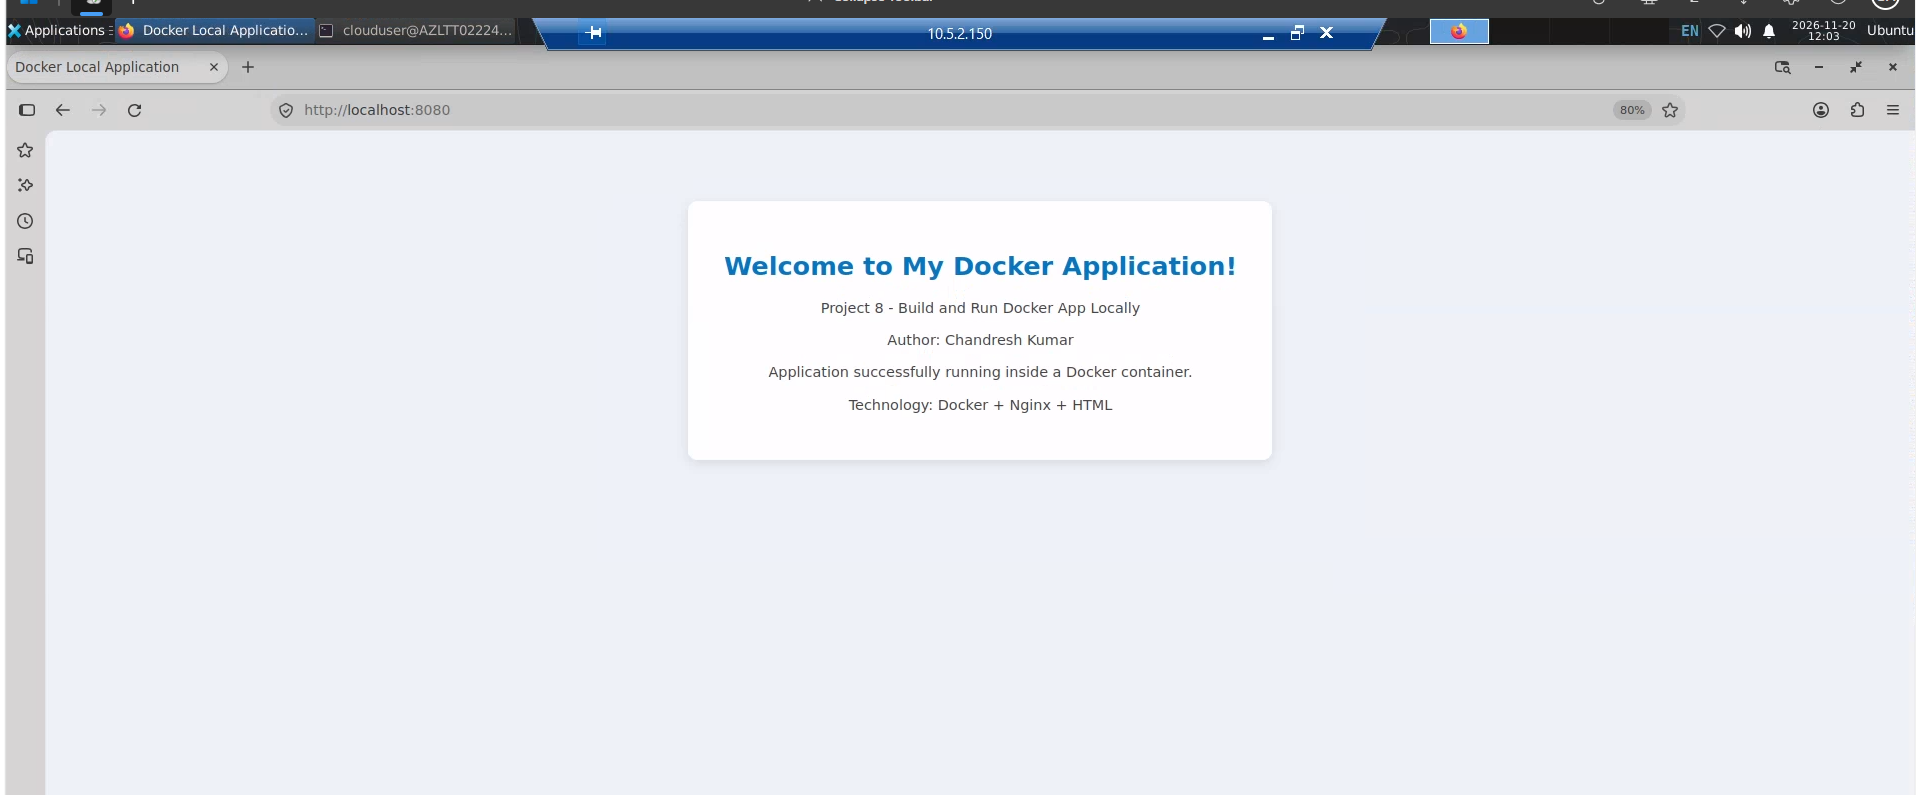 Applications
Docker Local Applicatio...
clouduser@AZLTT02224...
10.5.2.150
EN
2026-11-20
12:03
Ubuntu
Docker Local Application
http://localhost:8080
80%
Welcome to My Docker Application!
Project 8 - Build and Run Docker App Locally
Author: Chandresh Kumar
Application successfully running inside a Docker container.
Technology: Docker + Nginx + HTML